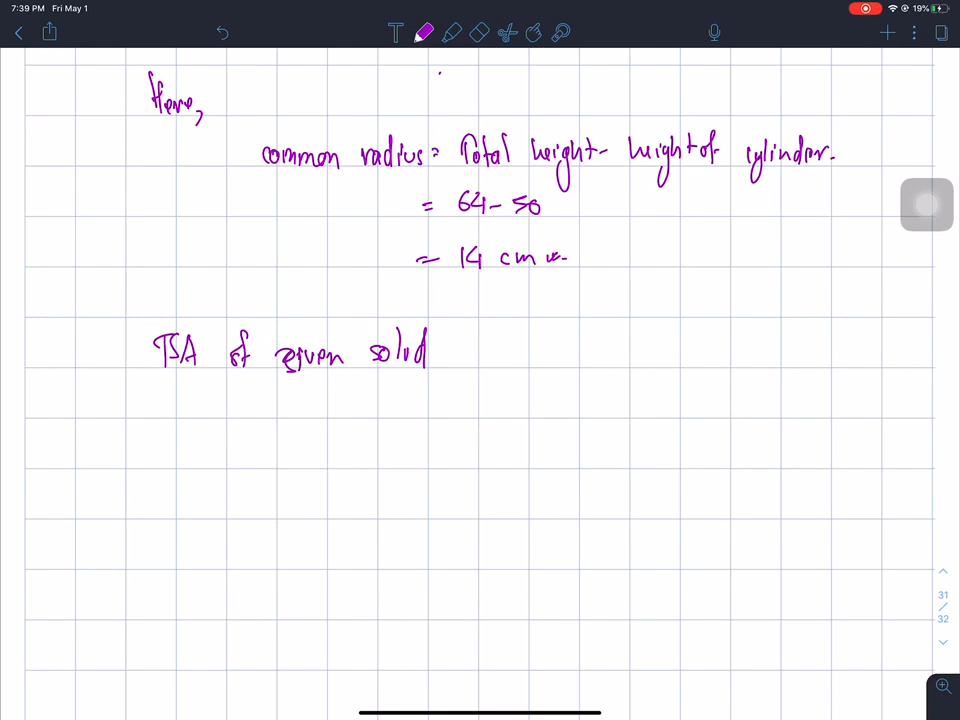 7:39 PM Fri May 1
19%
Here,
common radius = Total height - height of cylinder.
= 64 - 50
= 14 cm
TSA of given solid
31
/
32